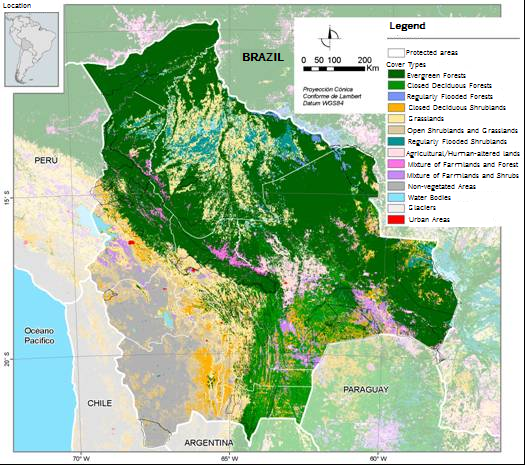 Location
BRAZIL
0 50 100 200
Km
Proyección Cónica
Conforme de Lambert
Datum WGS84
Legend
Protected areas
Cover Types
Evergreen Forests
Closed Deciduous Forests
Regularly Flooded Forests
Closed Deciduous Shrublands
Grasslands
Open Shrublands and Grasslands
Regularly Flooded Shrublands
Agricultural/Human-altered lands
Mixture of Farmlands and Forest
Mixture of Farmlands and Shrubs
Non-vegetated Areas
Water Bodies
Glaciers
Urban Areas
PERU
15°S
Océano
Pacífico
20°S
CHILE
PARAGUAY
ARGENTINA
70°W
65°W
60°W